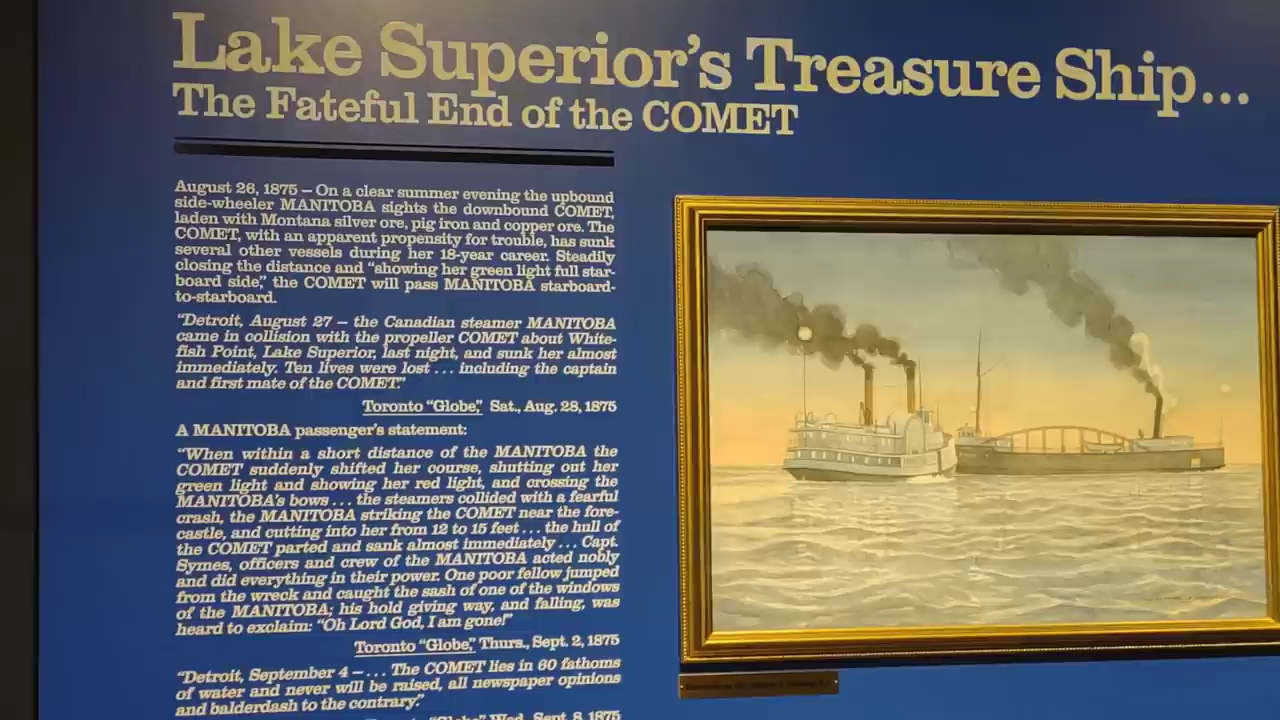 Lake Superior's Treasure Ship...
The Fateful End of the COMET
August 26, 1875 – On a clear summer evening the upbound
side-wheeler MANITOBA sights the downbound COMET,
laden with Montana silver ore, pig iron and copper ore. The
COMET, with an apparent propensity for trouble, has sunk
several other vessels during her 18-year career. Steadily
closing the distance and "showing her green light full star-
board side," the COMET will pass MANITOBA starboard-
to-starboard.
"Detroit, August 27 – the Canadian steamer MANITOBA
came in collision with the propeller COMET about White-
fish Point, Lake Superior, last night, and sunk her almost
immediately. Ten lives were lost . . . including the captain
and first mate of the COMET."
Toronto "Globe," Sat., Aug. 28, 1875
A MANITOBA passenger's statement:
"When within a short distance of the MANITOBA the
COMET suddenly shifted her course, shutting out her
green light and showing her red light, and crossing the
MANITOBA's bows . . . the steamers collided with a fearful
crash, the MANITOBA striking the COMET near the fore-
castle, and cutting into her from 12 to 15 feet . . . the hull of
the COMET parted and sank almost immediately . . . Capt.
Symes, officers and crew of the MANITOBA acted nobly
and did everything in their power. One poor fellow jumped
from the wreck and caught the sash of one of the windows
of the MANITOBA; his hold giving way, and falling, was
heard to exclaim: "Oh Lord God, I am gone!"
Toronto "Globe," Thurs., Sept. 2, 1875
"Detroit, September 4 – . . . The COMET lies in 60 fathoms
of water and never will be raised, all newspaper opinions
and balderdash to the contrary."
Toronto "Globe" Wed., Sept. 8, 1875